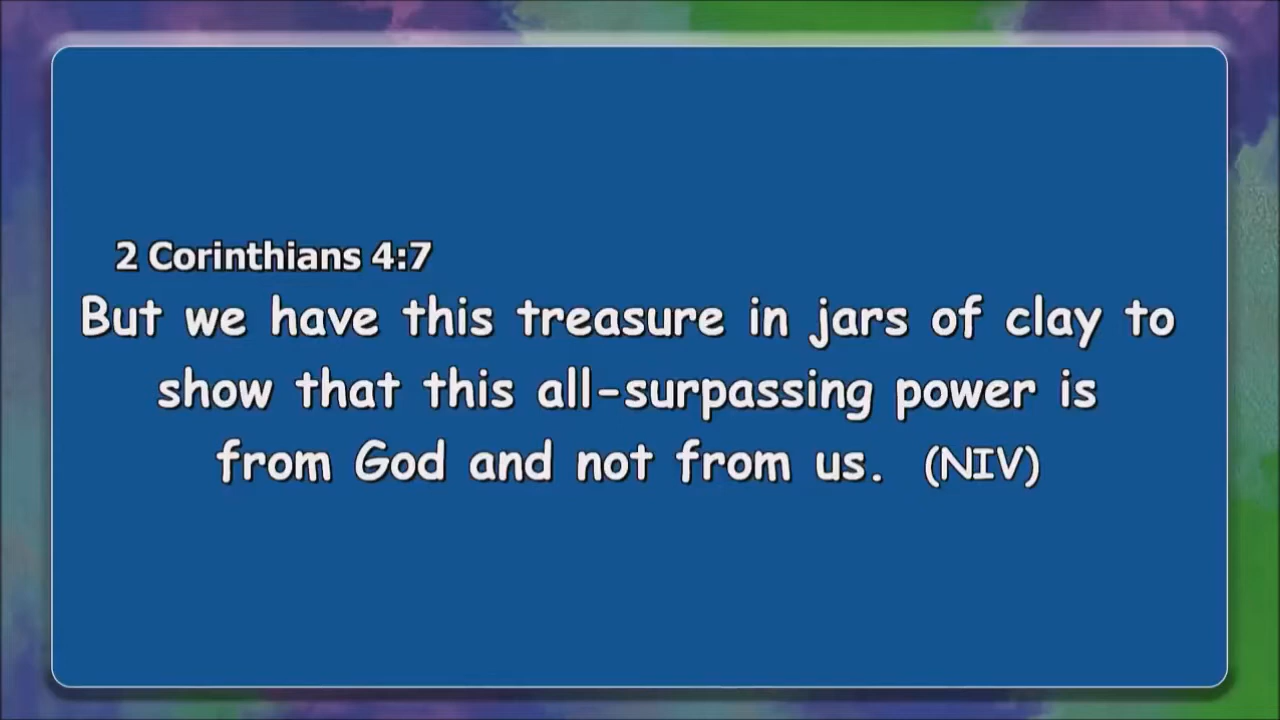 2 Corinthians 4:7
But we have this treasure in jars of clay to
show that this all-surpassing power is
from God and not from us. (NIV)